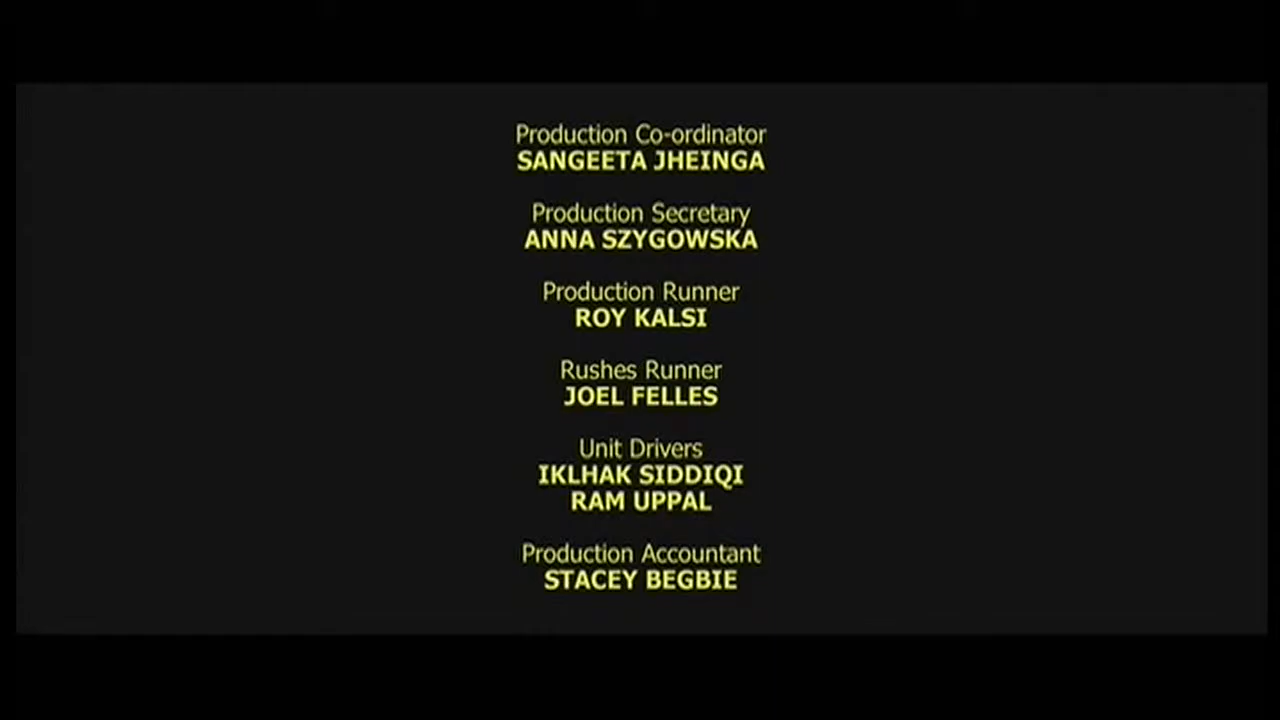 Production Co-ordinator
SANGEETA JHEINGA
Production Secretary
ANNA SZYGOWSKA
Production Runner
ROY KALSI
Rushes Runner
JOEL FELLES
Unit Drivers
IKLHAK SIDDIQI
RAM UPPAL
Production Accountant
STACEY BEGBIE